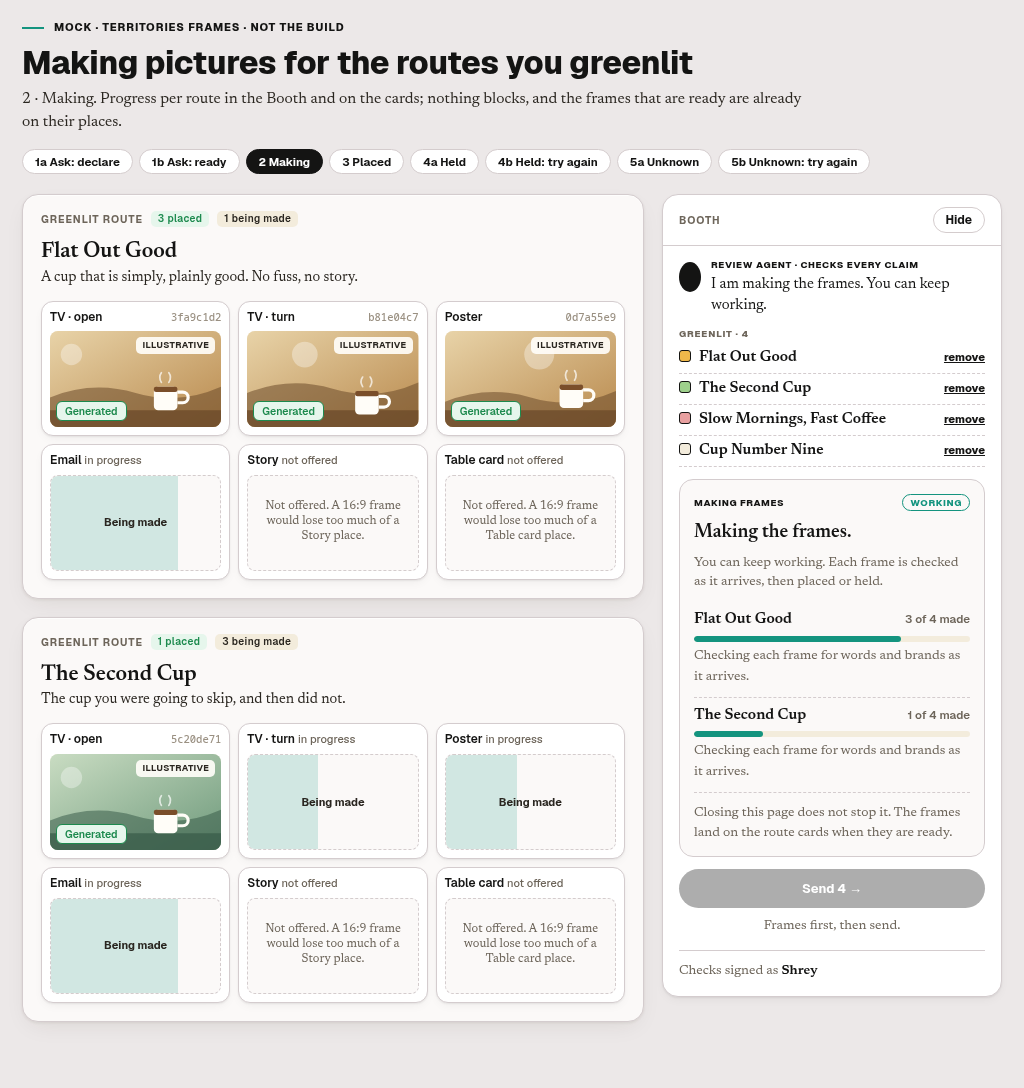 MOCK · TERRITORIES FRAMES · NOT THE BUILD
Making pictures for the routes you greenlit
2 · Making. Progress per route in the Booth and on the cards; nothing blocks, and the frames that are ready are already
on their places.
1a Ask: declare
1b Ask: ready
2 Making
3 Placed
4a Held
4b Held: try again
5a Unknown
5b Unknown: try again
GREENLIT ROUTE 3 placed 1 being made
Flat Out Good
A cup that is simply, plainly good. No fuss, no story.
TV · open 3fa9c1d2
ILLUSTRATIVE
Generated
TV · turn b81e04c7
ILLUSTRATIVE
Generated
Poster 0d7a55e9
ILLUSTRATIVE
Generated
Email in progress
Being made
Story not offered
Not offered. A 16:9 frame
would lose too much of a
Story place.
Table card not offered
Not offered. A 16:9 frame
would lose too much of a
Table card place.
GREENLIT ROUTE 1 placed 3 being made
The Second Cup
The cup you were going to skip, and then did not.
TV · open 5c20de71
ILLUSTRATIVE
Generated
TV · turn in progress
Being made
Poster in progress
Being made
Email in progress
Being made
Story not offered
Not offered. A 16:9 frame
would lose too much of a
Story place.
Table card not offered
Not offered. A 16:9 frame
would lose too much of a
Table card place.
BOOTH
Hide
REVIEW AGENT · CHECKS EVERY CLAIM
I am making the frames. You can keep
working.
GREENLIT · 4
Flat Out Good remove
The Second Cup remove
Slow Mornings, Fast Coffee remove
Cup Number Nine remove
MAKING FRAMES WORKING
Making the frames.
You can keep working. Each frame is checked
as it arrives, then placed or held.
Flat Out Good 3 of 4 made
Checking each frame for words and brands as
it arrives.
The Second Cup 1 of 4 made
Checking each frame for words and brands as
it arrives.
Closing this page does not stop it. The frames
land on the route cards when they are ready.
Send 4 →
Frames first, then send.
Checks signed as Shrey